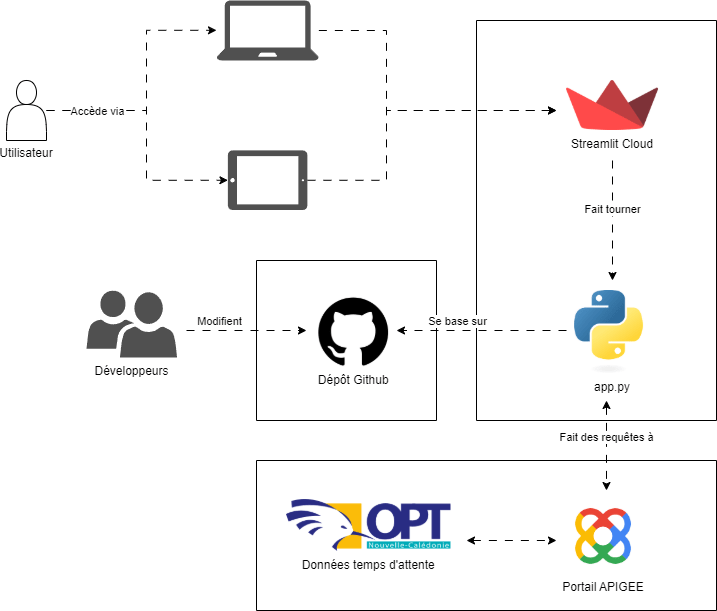 Accède via
Utilisateur
Streamlit Cloud
Fait tourner
Développeurs
Modifient
Dépôt Github
Se base sur
app.py
Fait des requêtes à
OPT
Nouvelle-Calédonie
Données temps d'attente
Portail APIGEE